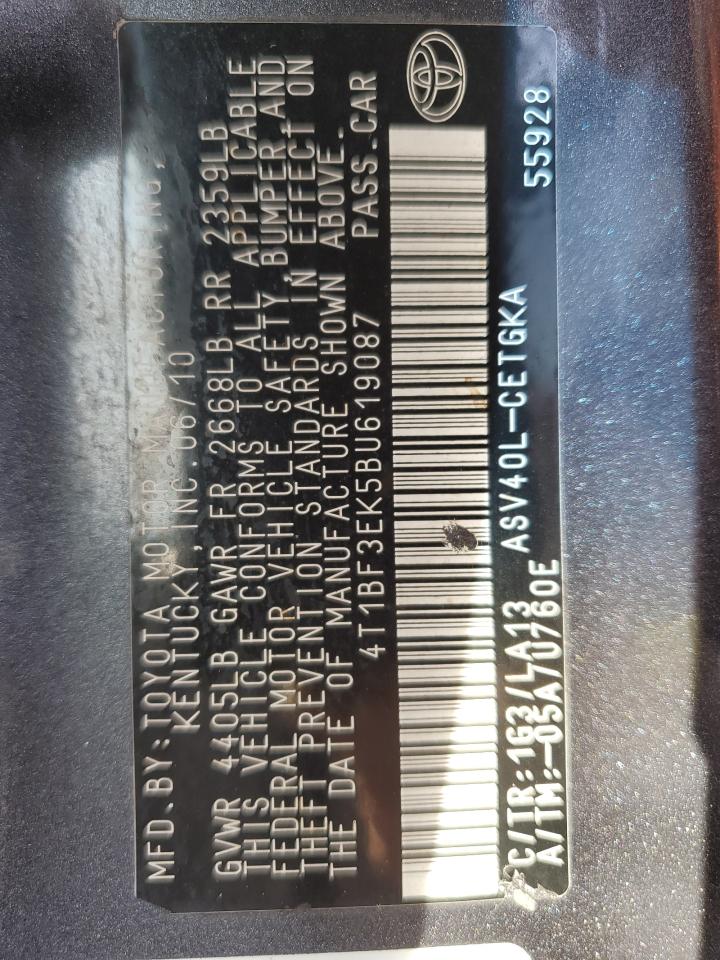 MFD.BY:TOYOTA MOTOR MANUFACTURING,
KENTUCKY,INC.06/10
GVWR 4405LB GAWR FR 2668LB RR 2359LB
THIS VEHICLE CONFORMS TO ALL APPLICABLE
FEDERAL MOTOR VEHICLE SAFETY,BUMPER,AND
THEFT PREVENTION STANDARDS IN EFFECT ON
THE DATE OF MANUFACTURE SHOWN ABOVE.
4T1BF3EK5BU619087 PASS.CAR
C/TR:1G3/LA13 ASV40L-CETGKA 55928
A/TM:-05A/U760E